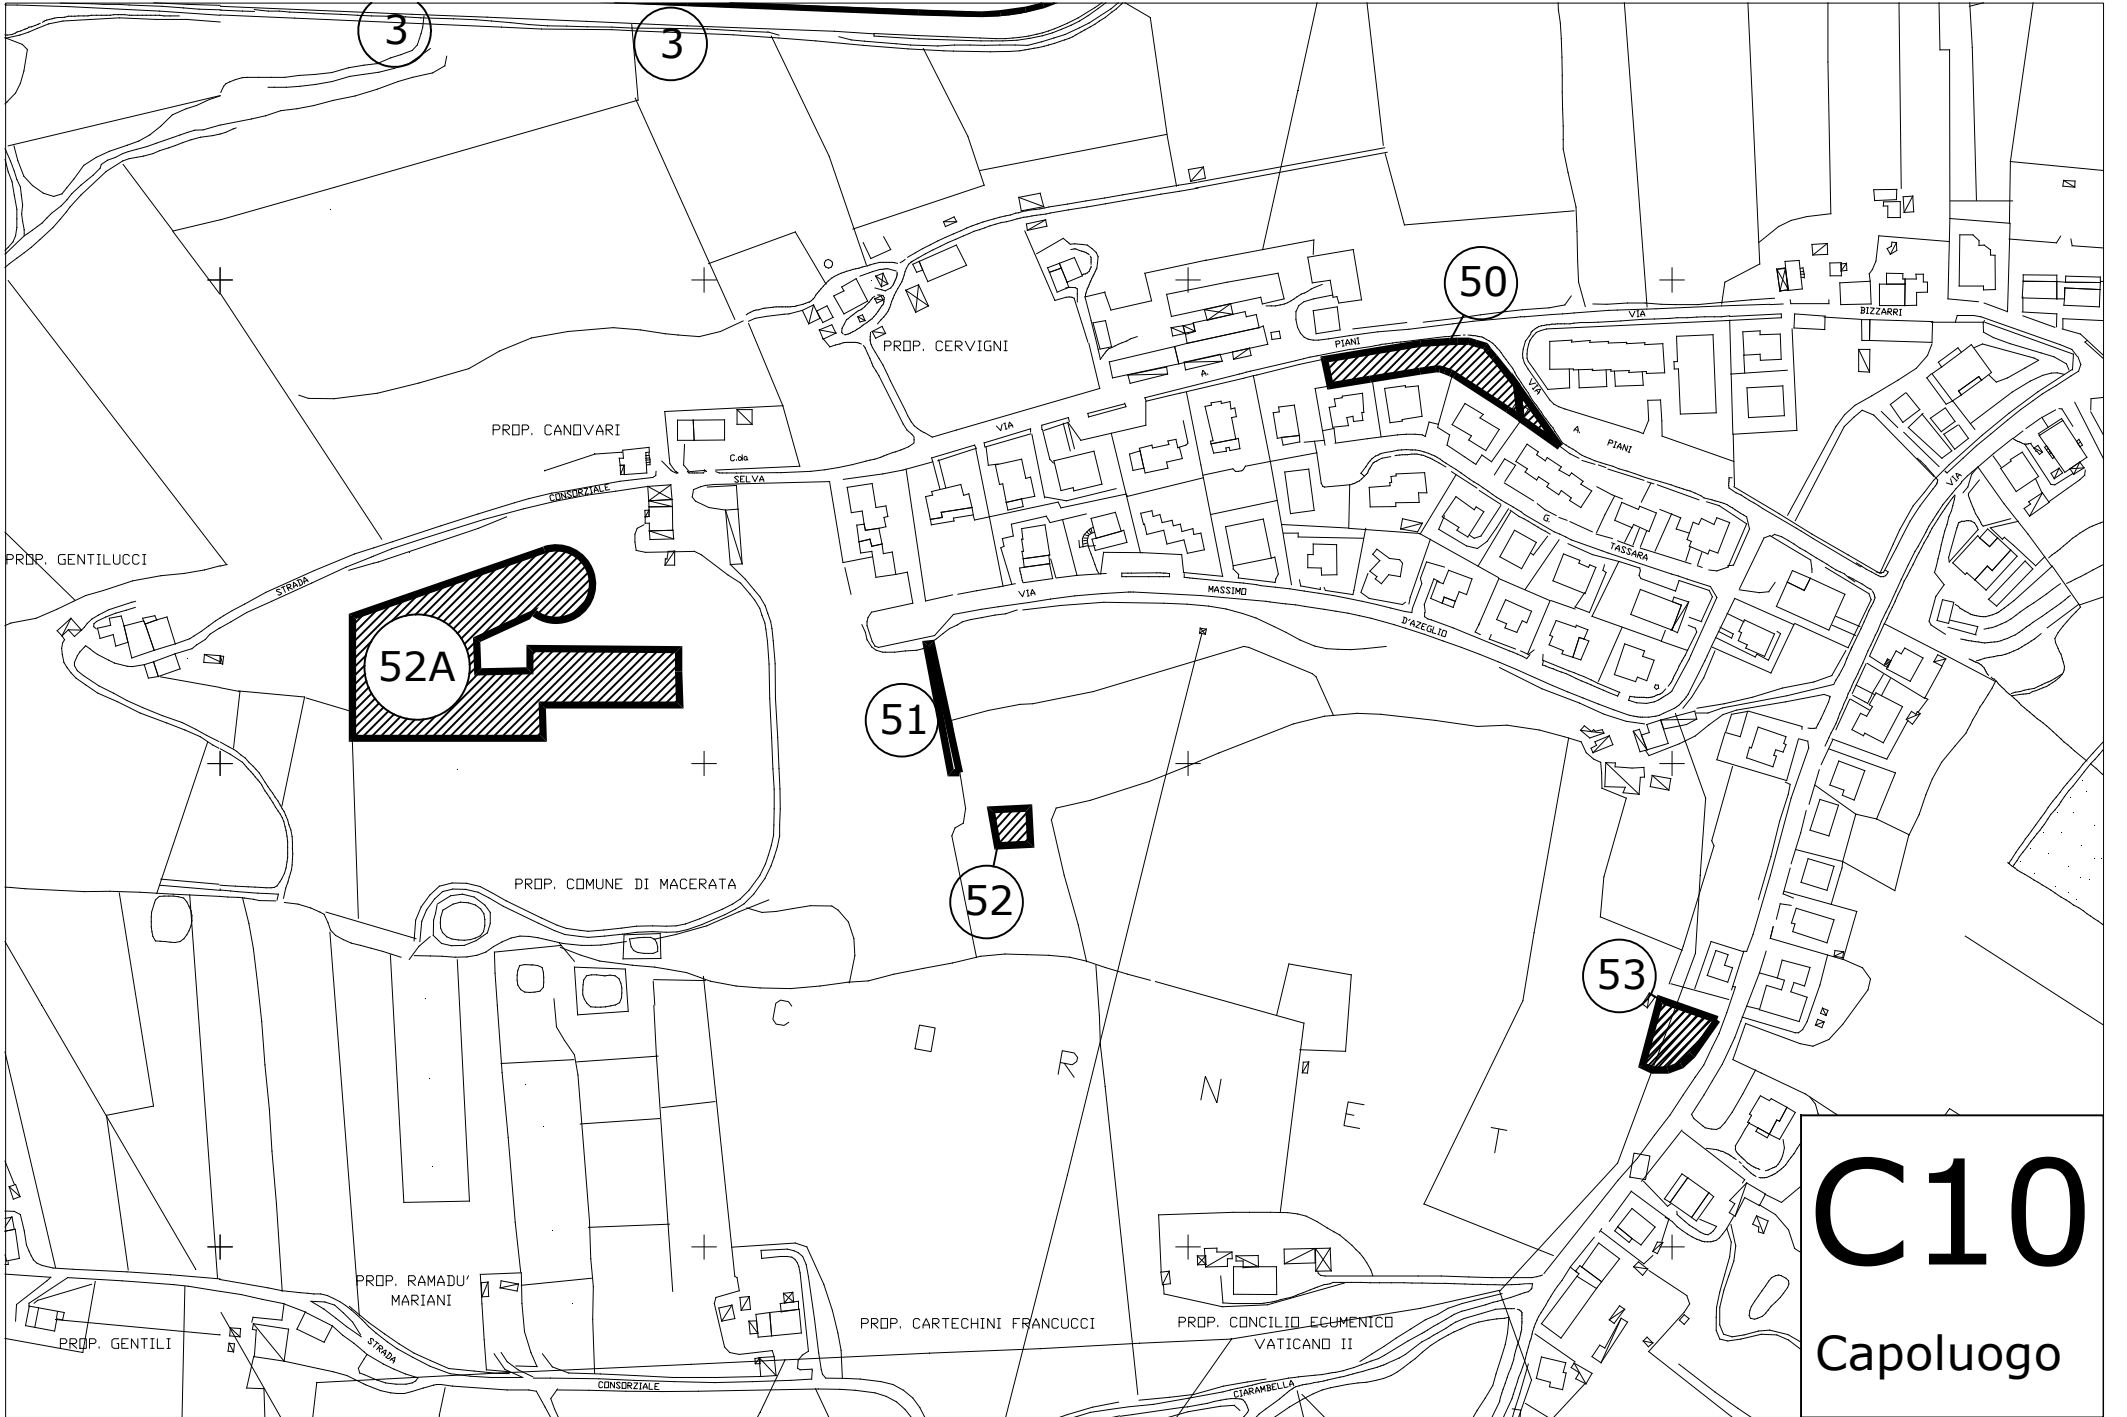 3
3
50
VIA
BIZZARRI
PIANI
PROP. CERVIGNI
A.
VIA
PROP. CANOVARI
VIA
A.
PIANI
C.ola
SELVA
VIA
CONSORZIALE
G.
TASSARA
PROP. GENTILUCCI
STRADA
VIA
MASSIMO
D'AZEGLIO
52A
51
PROP. COMUNE DI MACERATA
52
53
C O R N E T
C10
Capoluogo
PROP. RAMADU'
MARIANI
PROP. GENTILI
STRADA
PROP. CARTECHINI FRANCUCCI
PROP. CONCILIO ECUMENICO
VATICANO II
CONSORZIALE
CIARAMBELLA